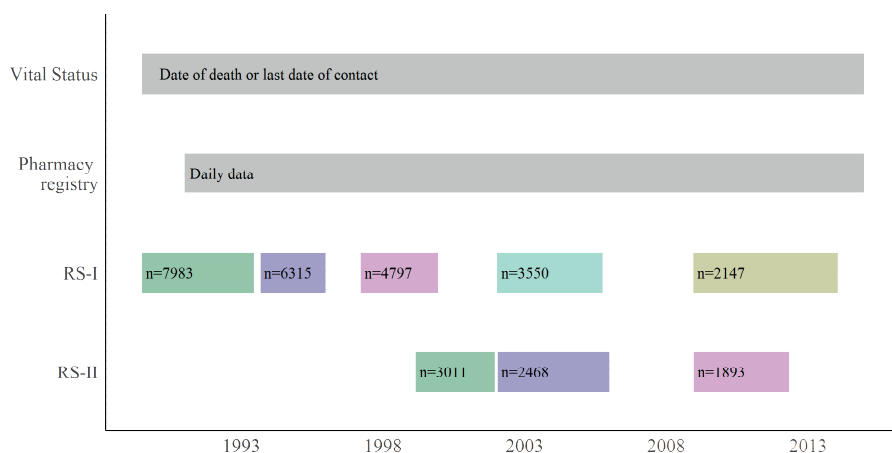 Vital Status
Date of death or last date of contact
Pharmacy
registry
Daily data
RS-I
n=7983
n=6315
n=4797
n=3550
n=2147
RS-II
n=3011
n=2468
n=1893
1993
1998
2003
2008
2013